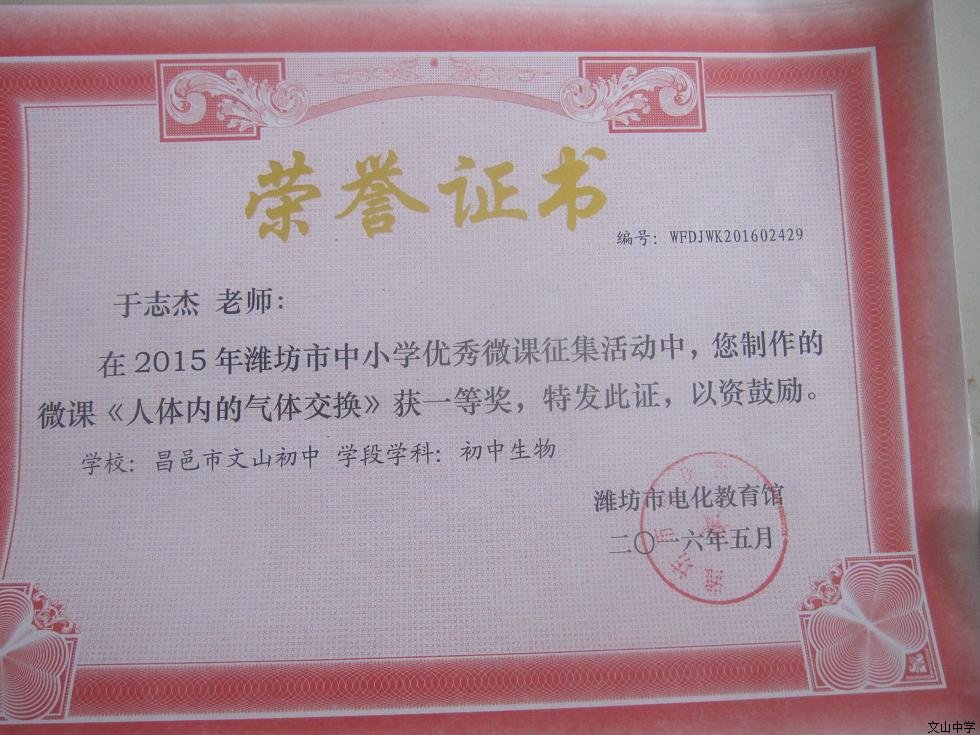 荣誉证书
编号：WFDJWK201602429
于志杰 老师：
在2015年潍坊市中小学优秀微课征集活动中，您制作的
微课《人体内的气体交换》获一等奖，特发此证，以资鼓励。
学校：昌邑市文山初中 学段学科：初中生物
潍坊市电化教育馆
二〇一六年五月
文山中学